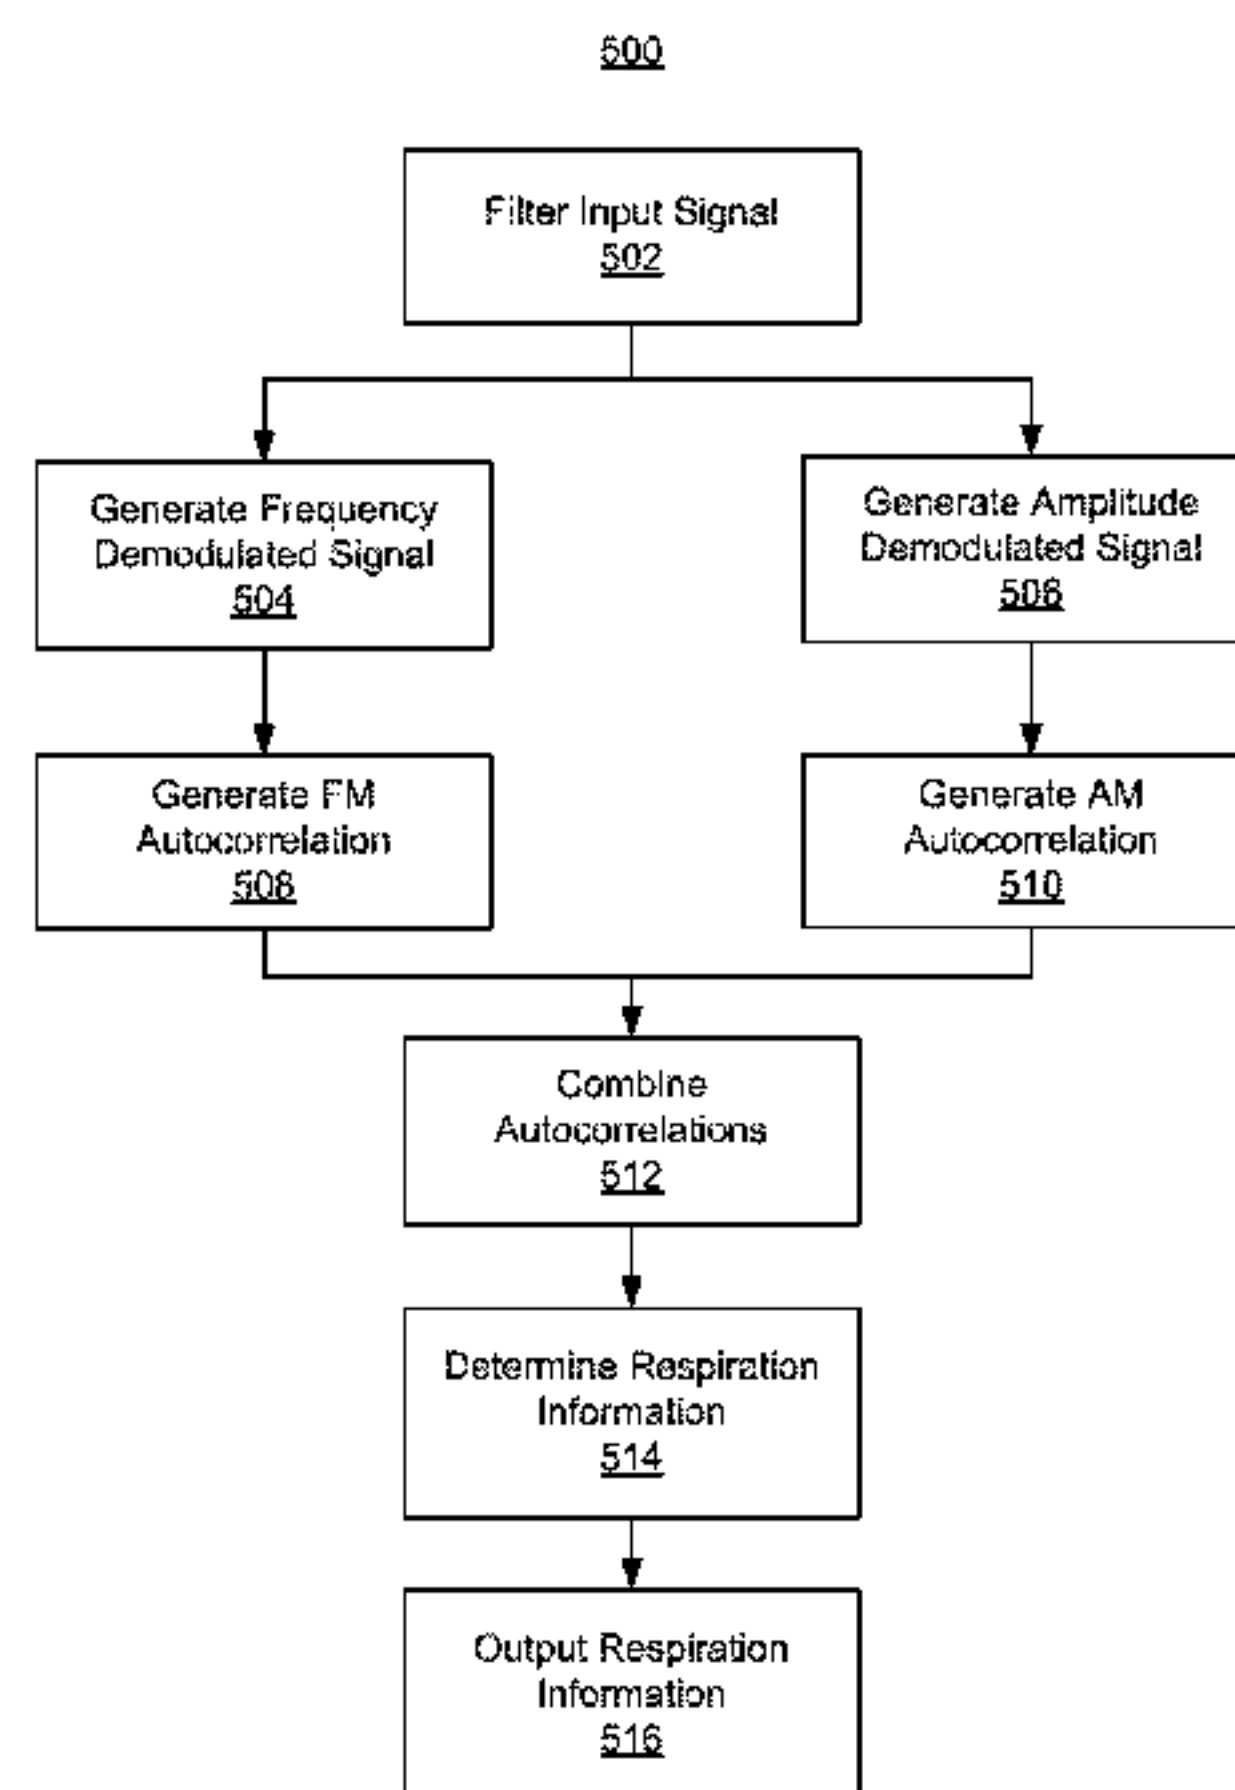 500
Filter Input Signal
502
Generate Frequency
Demodulated Signal
504
Generate Amplitude
Demodulated Signal
506
Generate FM
Autocorrelation
508
Generate AM
Autocorrelation
510
Combine
Autocorrelations
512
Determine Respiration
Information
514
Output Respiration
Information
516